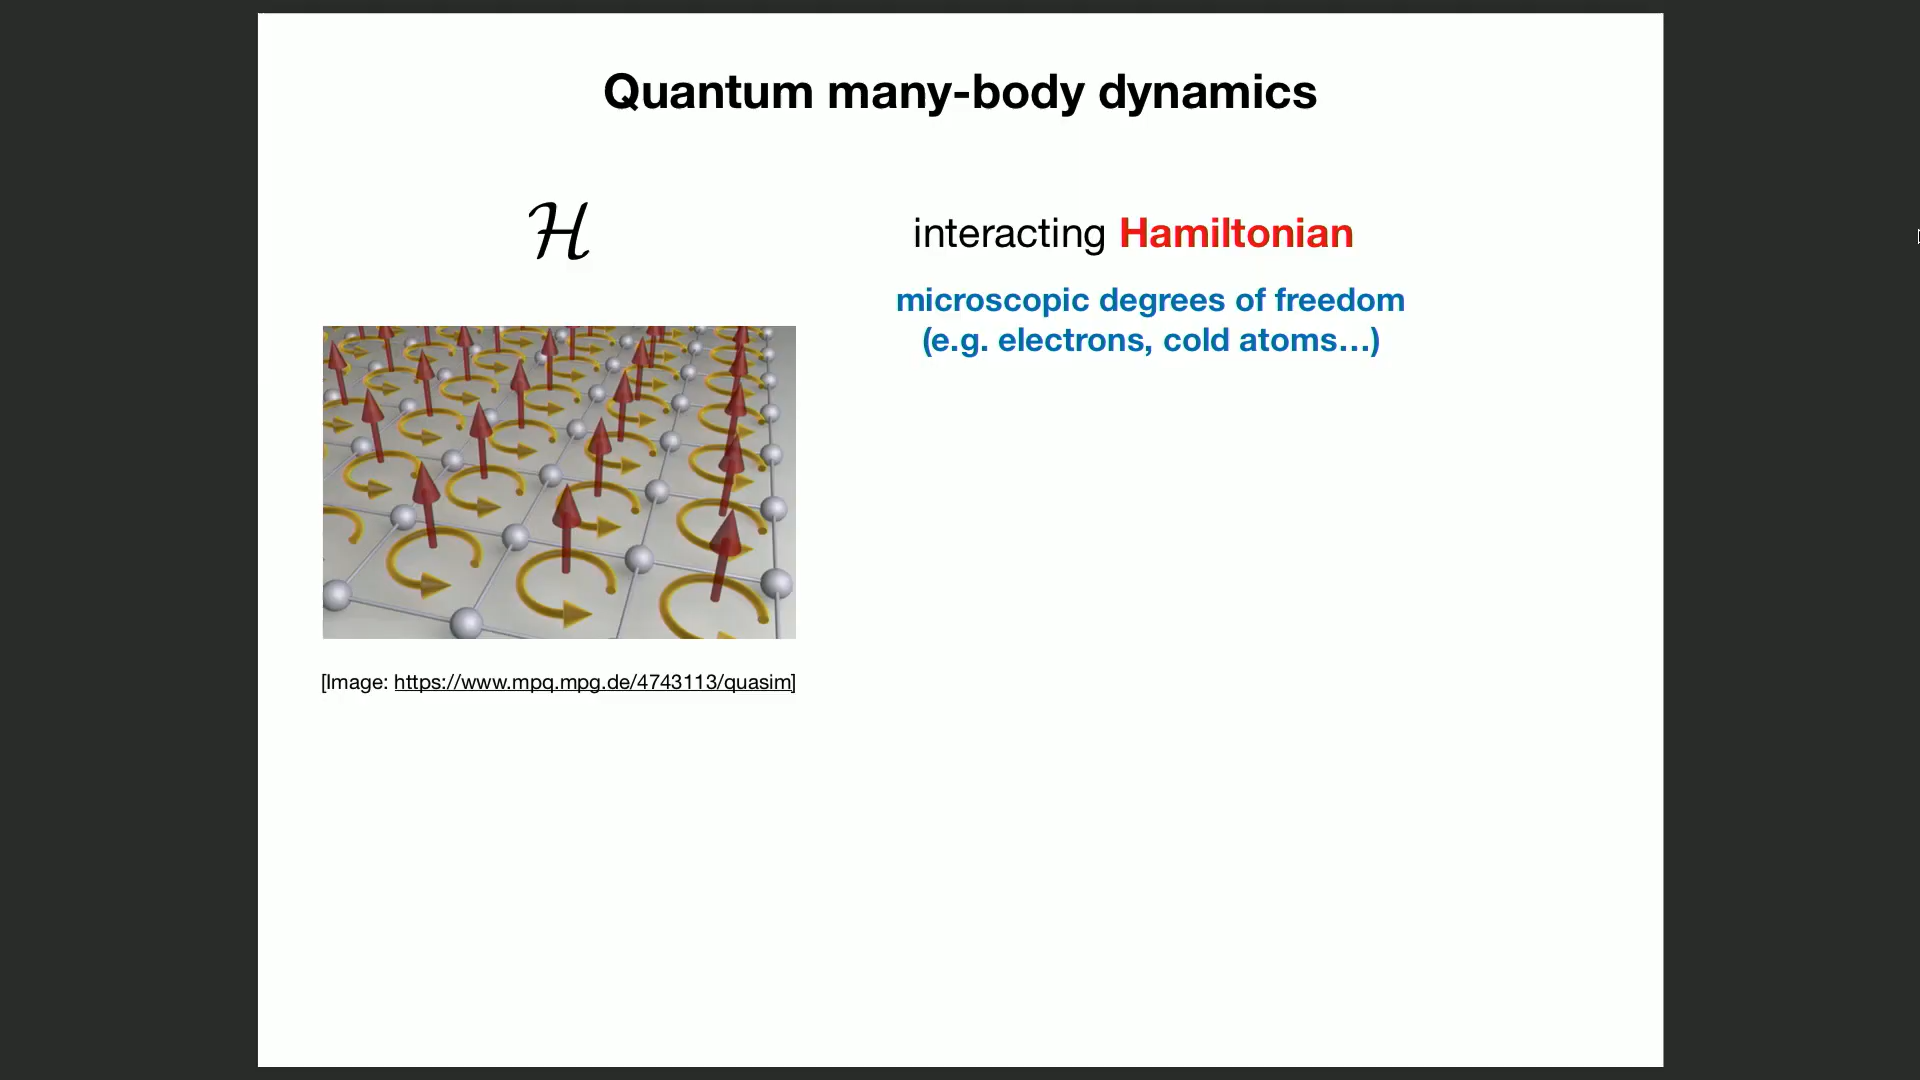 Quantum many-body dynamics
ℋ
interacting Hamiltonian
microscopic degrees of freedom
(e.g. electrons, cold atoms…)
[Image: https://www.mpq.mpg.de/4743113/quasim]